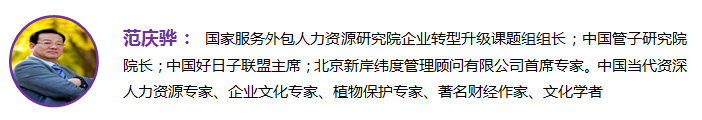 范庆骅： 国家服务外包人力资源研究院企业转型升级课题组组长；中国管子研究院
院长；中国好日子联盟主席；北京新岸纬度管理顾问有限公司首席专家。中国当代资深
人力资源专家、企业文化专家、植物保护专家、著名财经作家、文化学者